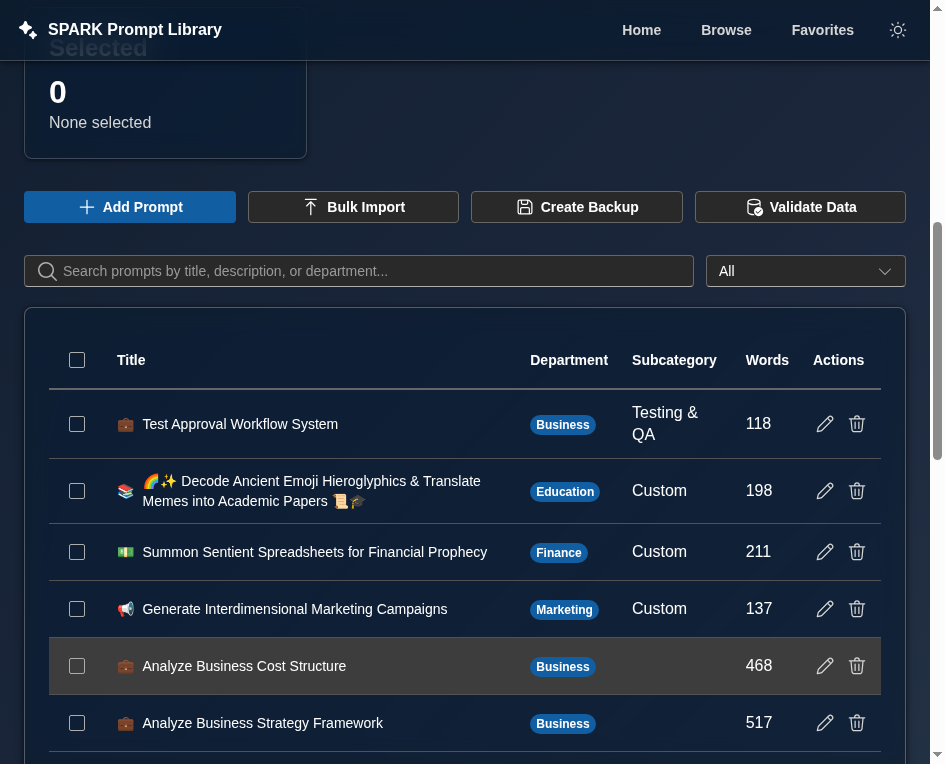 SPARK Prompt Library
Home
Browse
Favorites
Selected
0
None selected
Add Prompt
Bulk Import
Create Backup
Validate Data
Search prompts by title, description, or department...
All
Title
Department
Subcategory
Words
Actions
💼 Test Approval Workflow System
Business
Testing &
QA
118
📚 🌈✨ Decode Ancient Emoji Hieroglyphics & Translate
Memes into Academic Papers 📜🎓
Education
Custom
198
💵 Summon Sentient Spreadsheets for Financial Prophecy
Finance
Custom
211
📢 Generate Interdimensional Marketing Campaigns
Marketing
Custom
137
💼 Analyze Business Cost Structure
Business
468
💼 Analyze Business Strategy Framework
Business
517